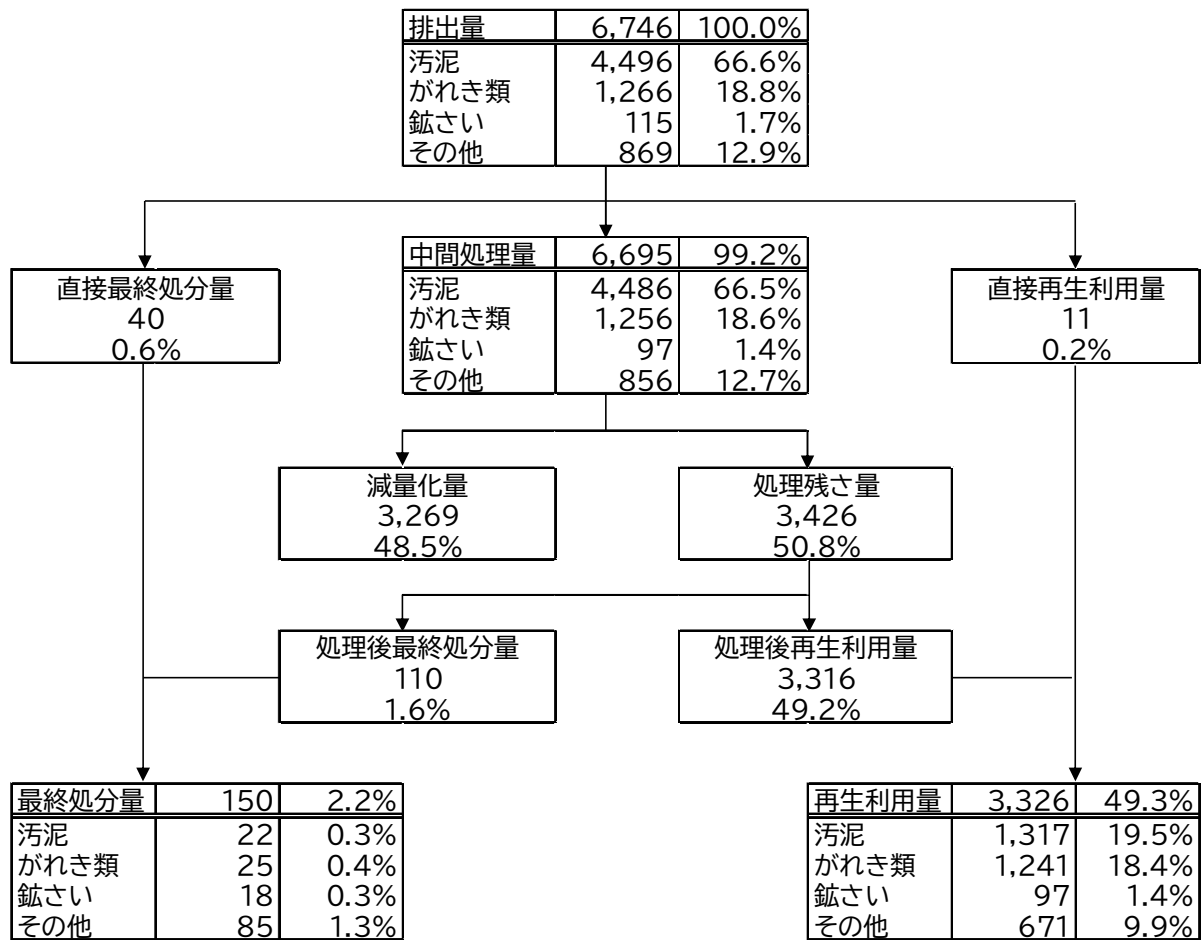 排出量 6,746 100.0%
汚泥 4,496 66.6%
がれき類 1,266 18.8%
鉱さい 115 1.7%
その他 869 12.9%
中間処理量 6,695 99.2%
汚泥 4,486 66.5%
がれき類 1,256 18.6%
鉱さい 97 1.4%
その他 856 12.7%
直接最終処分量
40
0.6%
直接再生利用量
11
0.2%
減量化量
3,269
48.5%
処理残さ量
3,426
50.8%
処理後最終処分量
110
1.6%
処理後再生利用量
3,316
49.2%
最終処分量 150 2.2%
汚泥 22 0.3%
がれき類 25 0.4%
鉱さい 18 0.3%
その他 85 1.3%
再生利用量 3,326 49.3%
汚泥 1,317 19.5%
がれき類 1,241 18.4%
鉱さい 97 1.4%
その他 671 9.9%